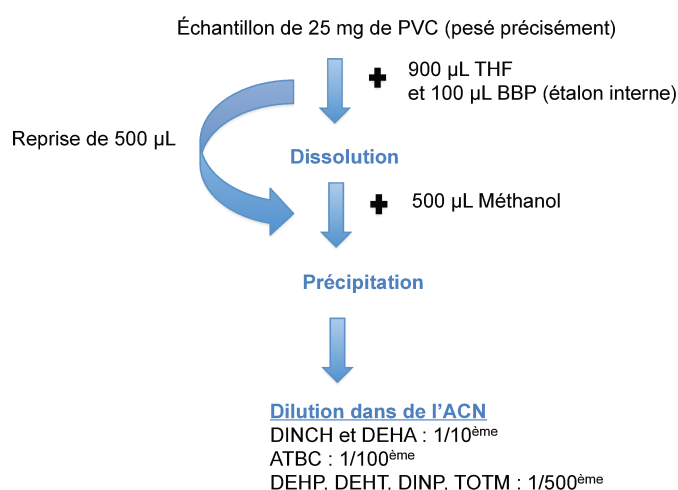 Échantillon de 25 mg de PVC (pesé précisément)
900 µL THF
et 100 µL BBP (étalon interne)
Reprise de 500 µL
Dissolution
500 µL Méthanol
Précipitation
Dilution dans de l’ACN
DINCH et DEHA : 1/10ème
ATBC : 1/100ème
DEHP, DEHT, DINP, TOTM : 1/500ème